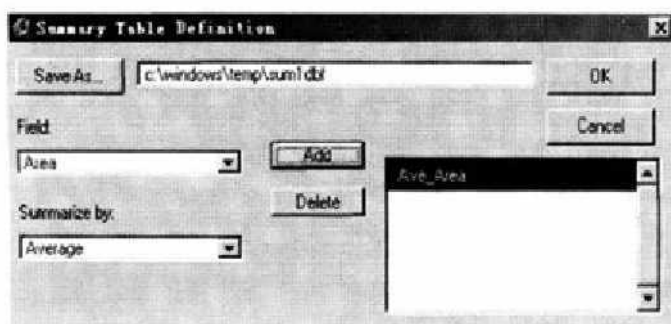 Summary Table Definition
Save As...
c:\windows\temp\sum1.dbf
OK
Cancel
Field:
Area
Add
Delete
Ave_Area
Summarize by:
Average